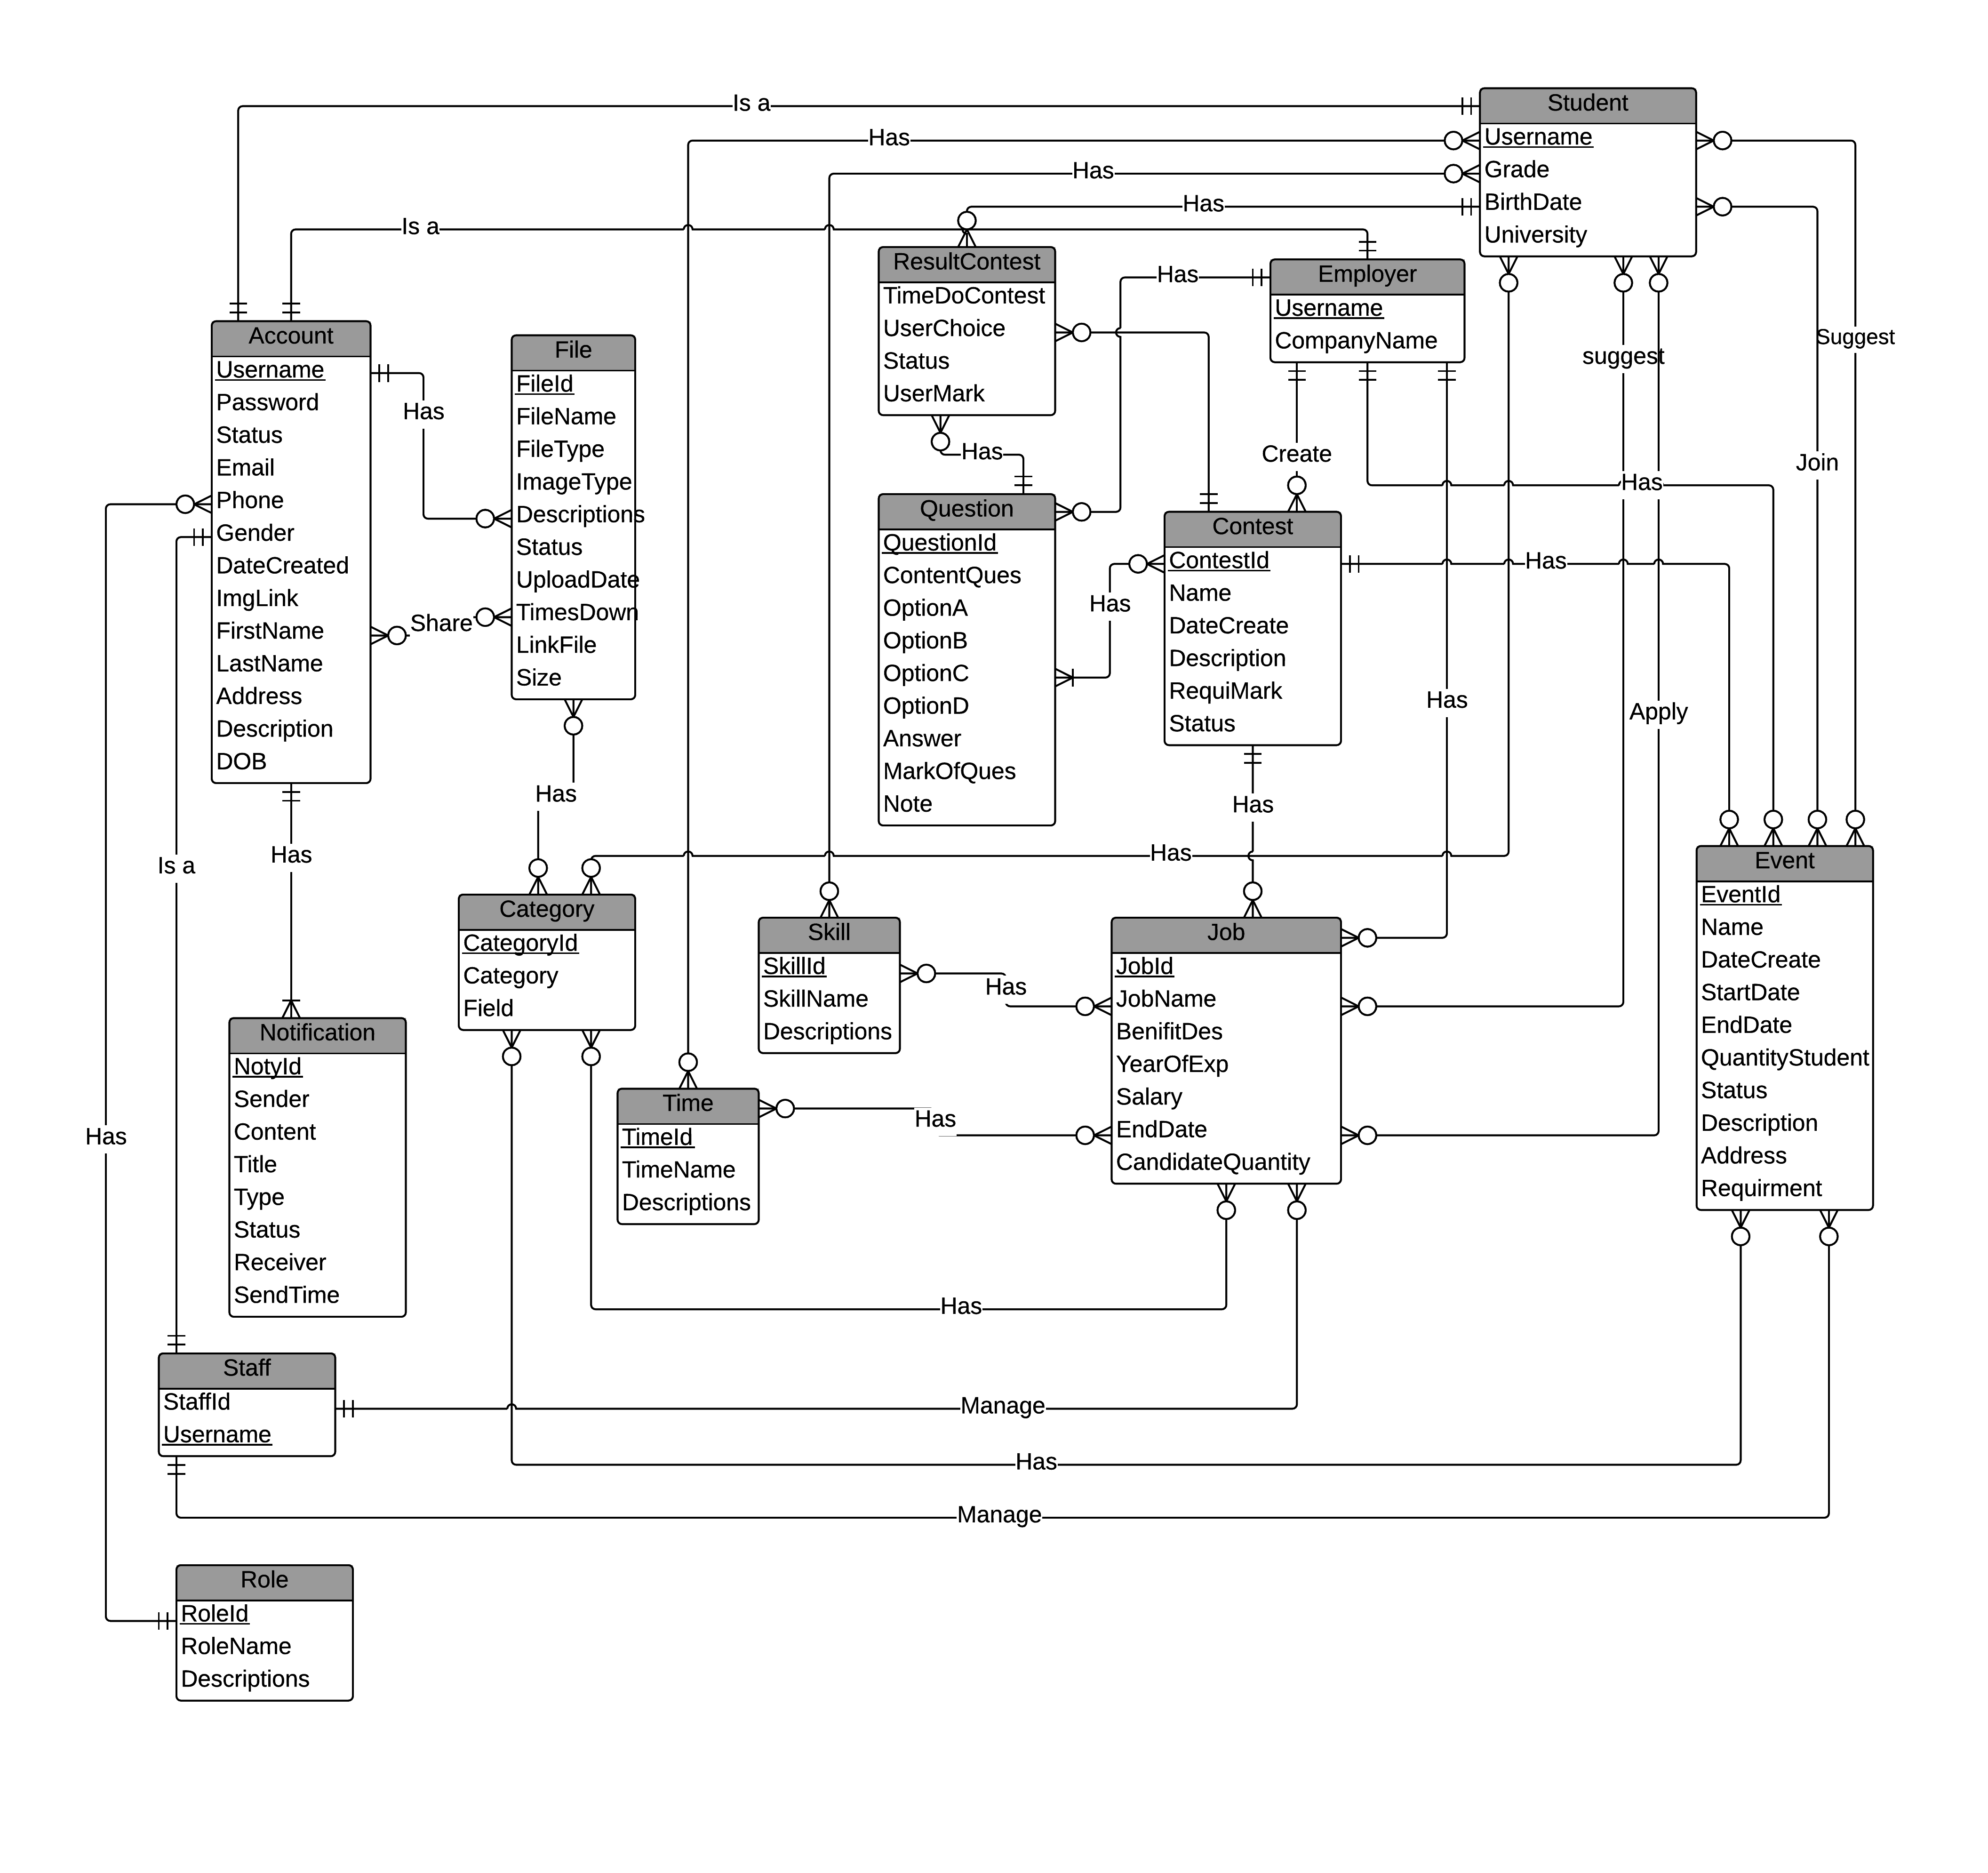 Is a
Has
Has
Has
Is a
Student
Username
Grade
BirthDate
University
ResultContest
TimeDoContest
UserChoice
Status
UserMark
Has
Employer
Username
CompanyName
Account
Username
Password
Status
Email
Phone
Gender
DateCreated
ImgLink
FirstName
LastName
Address
Description
DOB
Has
File
FileId
FileName
FileType
ImageType
Descriptions
Status
UploadDate
TimesDown
LinkFile
Size
Share
Has
Question
QuestionId
ContentQues
OptionA
OptionB
OptionC
OptionD
Answer
MarkOfQues
Note
Has
Create
Contest
ContestId
Name
DateCreate
Description
RequiMark
Status
suggest
Suggest
Join
Has
Has
Has
Apply
Has
Has
Has
Has
Is a
Has
Category
CategoryId
Category
Field
Skill
SkillId
SkillName
Descriptions
Has
Job
JobId
JobName
BenifitDes
YearOfExp
Salary
EndDate
CandidateQuantity
Event
EventId
Name
DateCreate
StartDate
EndDate
QuantityStudent
Status
Description
Address
Requirment
Notification
NotyId
Sender
Content
Title
Type
Status
Receiver
SendTime
Time
TimeId
TimeName
Descriptions
Has
Has
Has
Staff
StaffId
Username
Manage
Has
Manage
Role
RoleId
RoleName
Descriptions